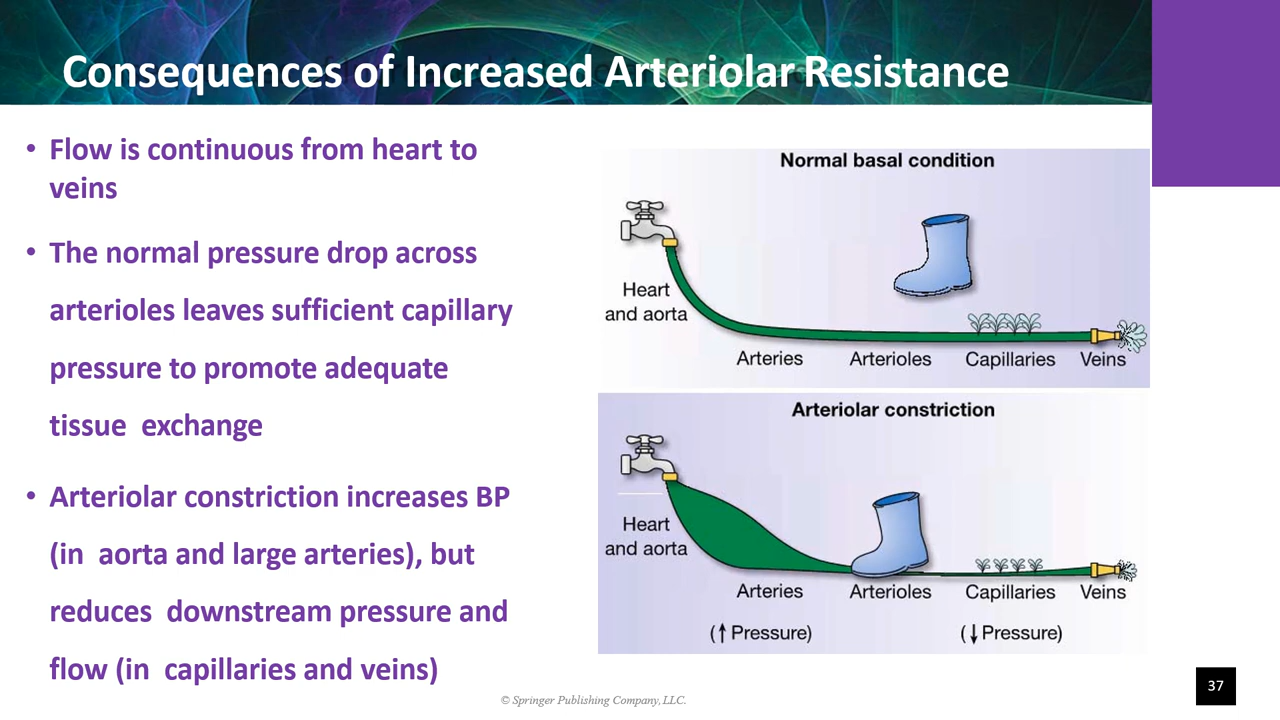 Consequences of Increased Arteriolar Resistance
• Flow is continuous from heart to
veins
• The normal pressure drop across
arterioles leaves sufficient capillary
pressure to promote adequate
tissue exchange
• Arteriolar constriction increases BP
(in aorta and large arteries), but
reduces downstream pressure and
flow (in capillaries and veins)
Normal basal condition
Heart
and aorta
Arteries Arterioles Capillaries Veins
Arteriolar constriction
Heart
and aorta
Arteries Arterioles Capillaries Veins
(↑ Pressure) (↓ Pressure)
© Springer Publishing Company, LLC.
37